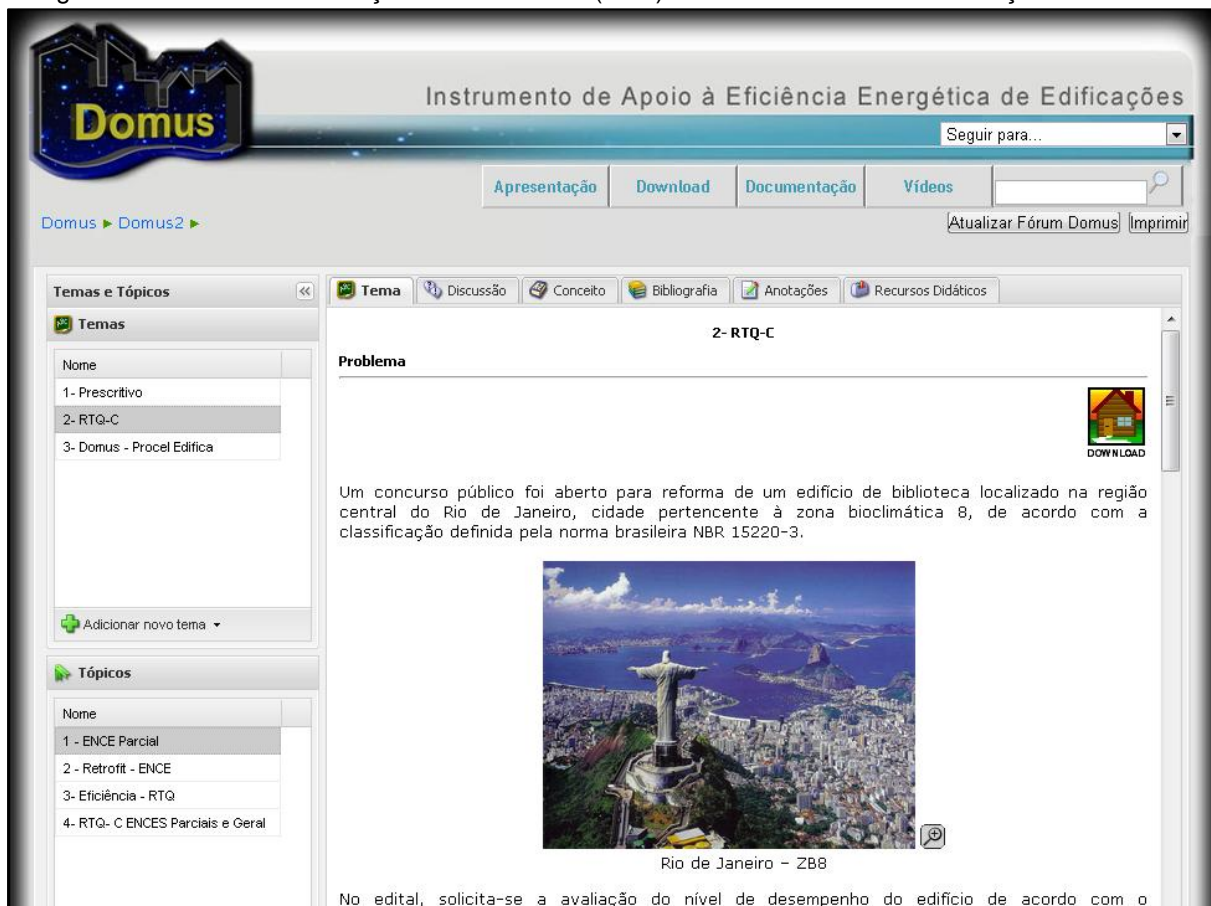 Domus
Instrumento de Apoio à Eficiência Energética de Edificações
Seguir para...
Apresentação
Download
Documentação
Vídeos
Domus ► Domus2 ►
Atualizar Fórum Domus
Imprimir
Temas e Tópicos
Temas
Nome
1- Prescritivo
2- RTQ-C
3- Domus - Procel Edifica
Adicionar novo tema
Tópicos
Nome
1 - ENCE Parcial
2 - Retrofit - ENCE
3- Eficiência - RTQ
4- RTQ- C ENCES Parciais e Geral
Tema
Discussão
Conceito
Bibliografia
Anotações
Recursos Didáticos
2- RTQ-C
Problema
DOWNLOAD
Um concurso público foi aberto para reforma de um edifício de biblioteca localizado na região
central do Rio de Janeiro, cidade pertencente à zona bioclimática 8, de acordo com a
classificação definida pela norma brasileira NBR 15220-3.
Rio de Janeiro – ZB8
No edital, solicita-se a avaliação do nível de desempenho do edifício de acordo com o